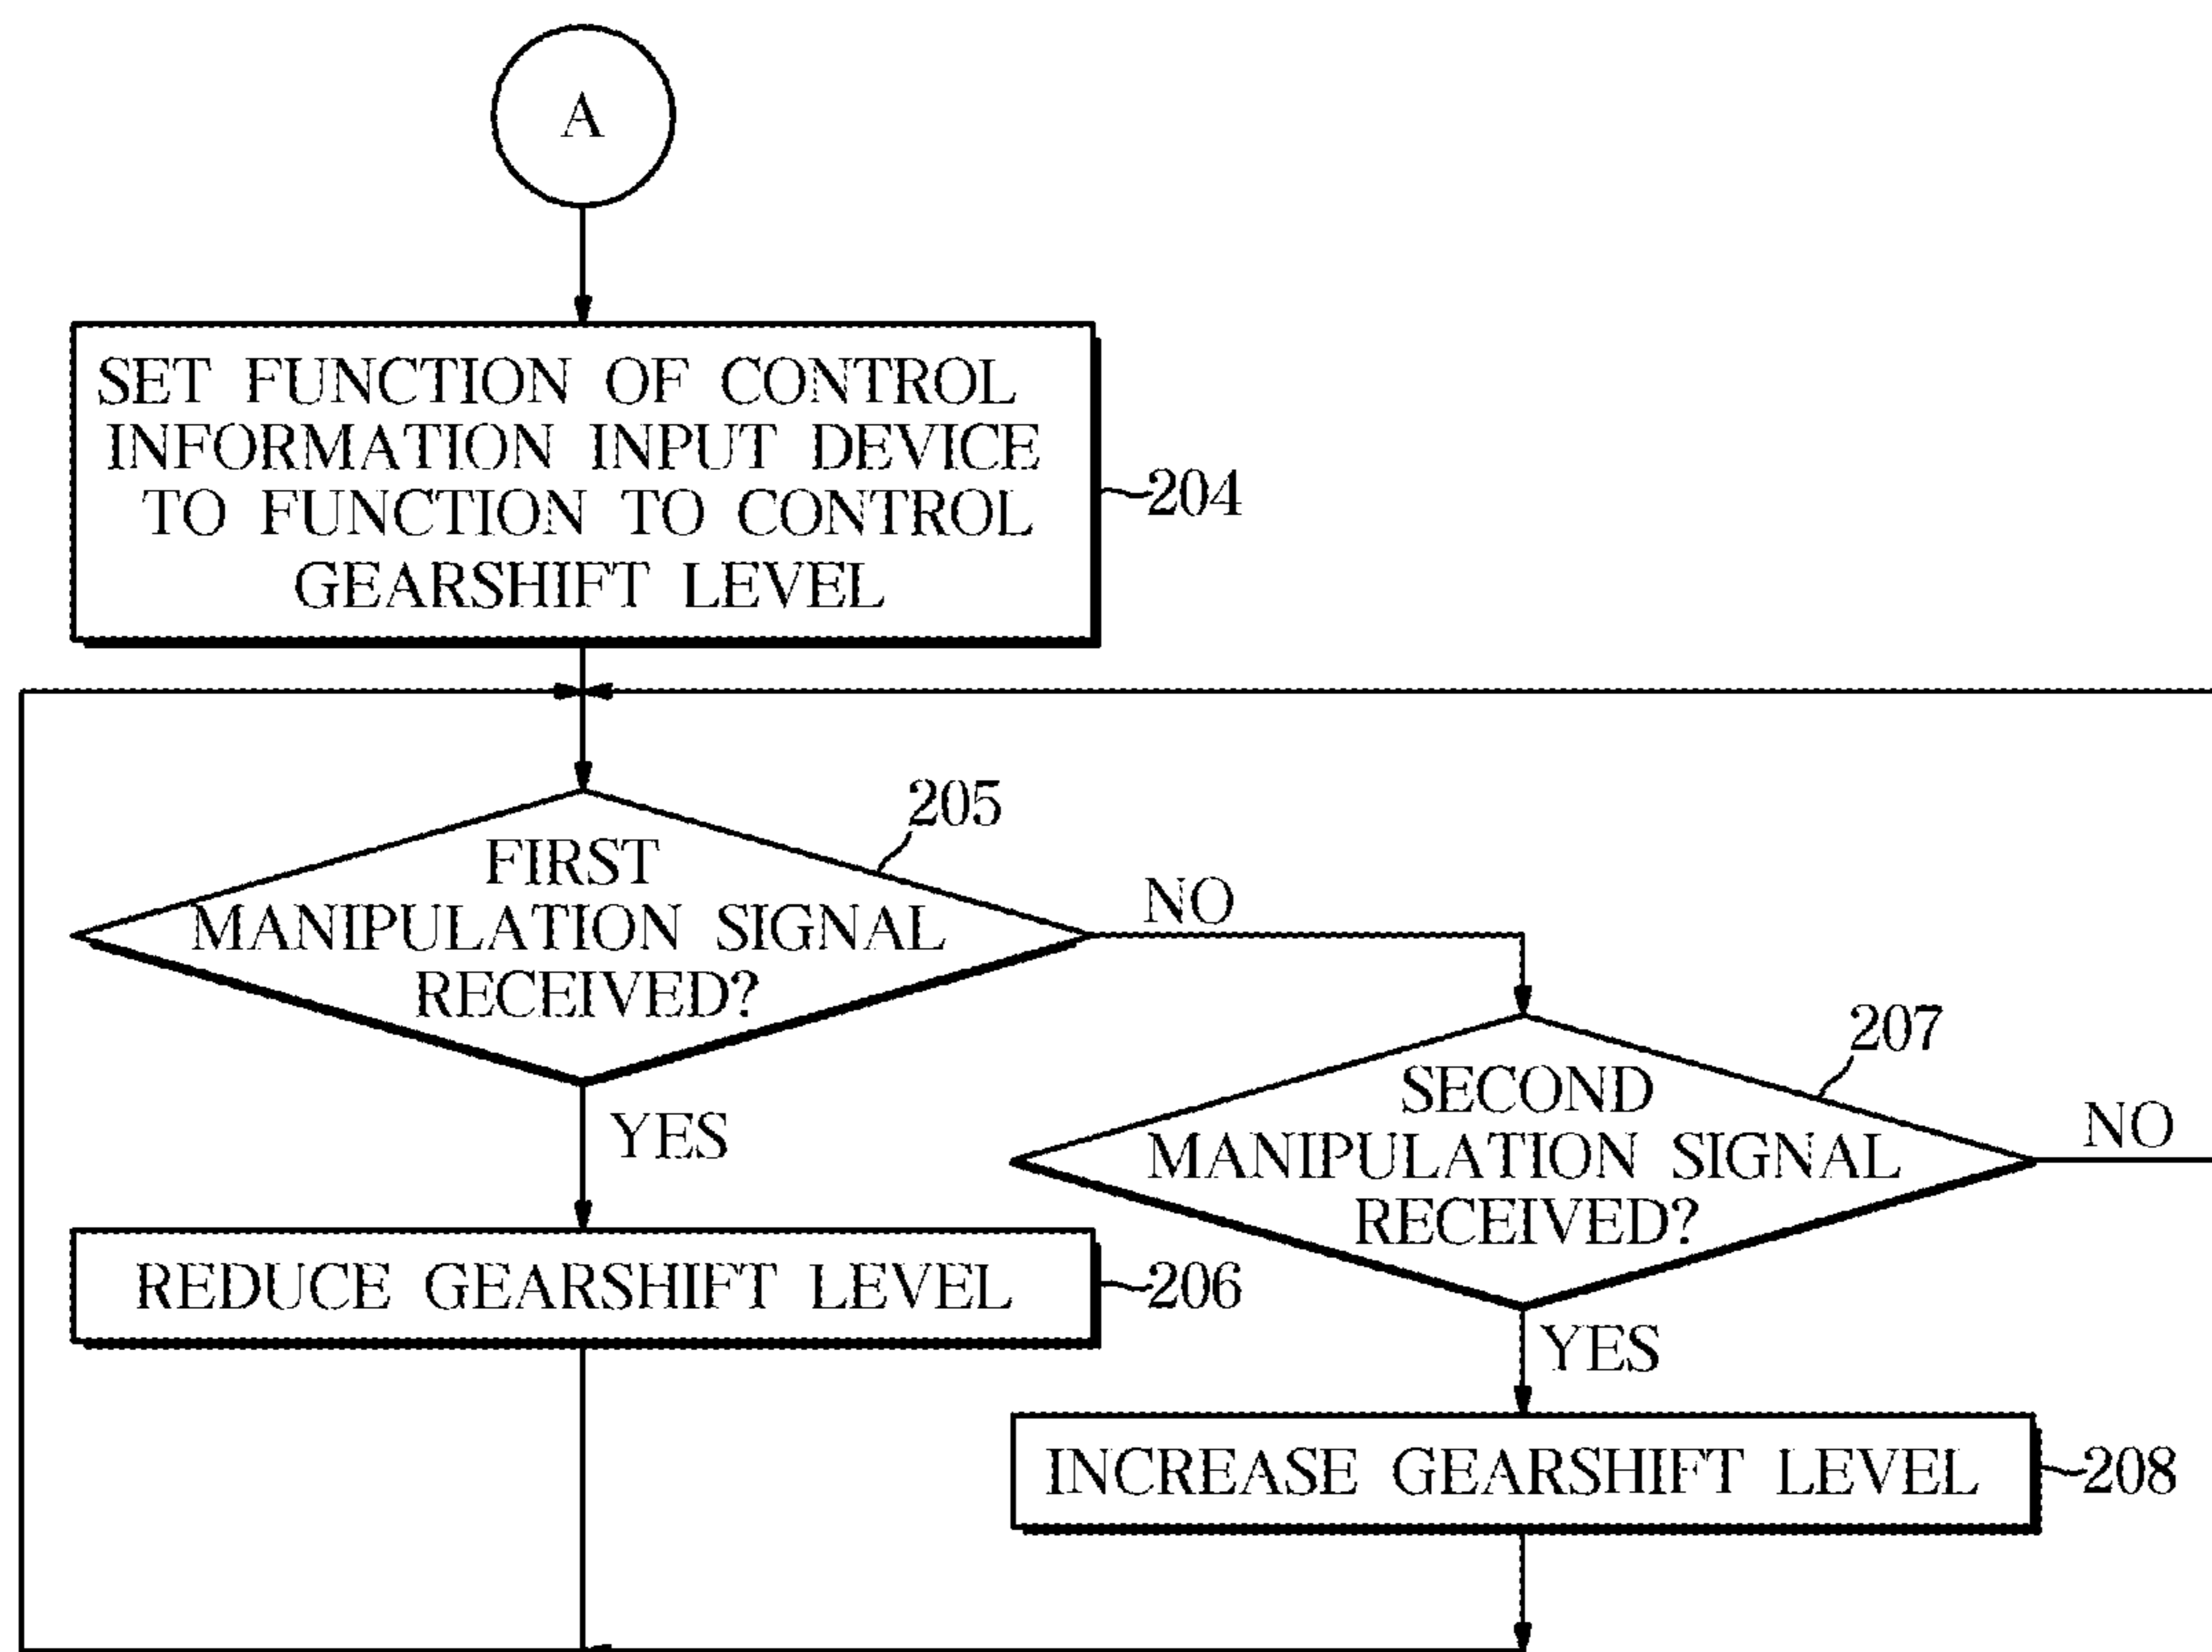 A
SET FUNCTION OF CONTROL
INFORMATION INPUT DEVICE
TO FUNCTION TO CONTROL
GEARSHIFT LEVEL
204
205
FIRST
MANIPULATION SIGNAL
RECEIVED?
NO
YES
207
SECOND
MANIPULATION SIGNAL
RECEIVED?
NO
REDUCE GEARSHIFT LEVEL
206
YES
INCREASE GEARSHIFT LEVEL
208